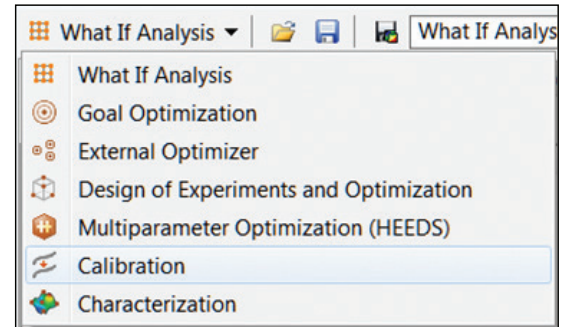 What If Analysis What If Analys
What If Analysis
Goal Optimization
External Optimizer
Design of Experiments and Optimization
Multiparameter Optimization (HEEDS)
Calibration
Characterization